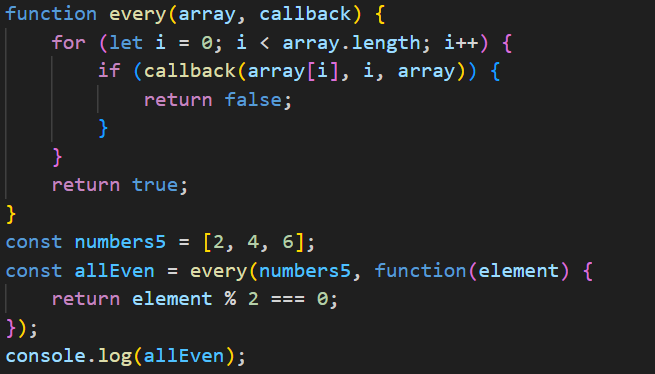 function every(array, callback) {
    for (let i = 0; i < array.length; i++) {
        if (callback(array[i], i, array)) {
            return false;
        }
    }
    return true;
}
const numbers5 = [2, 4, 6];
const allEven = every(numbers5, function(element) {
    return element % 2 === 0;
});
console.log(allEven);